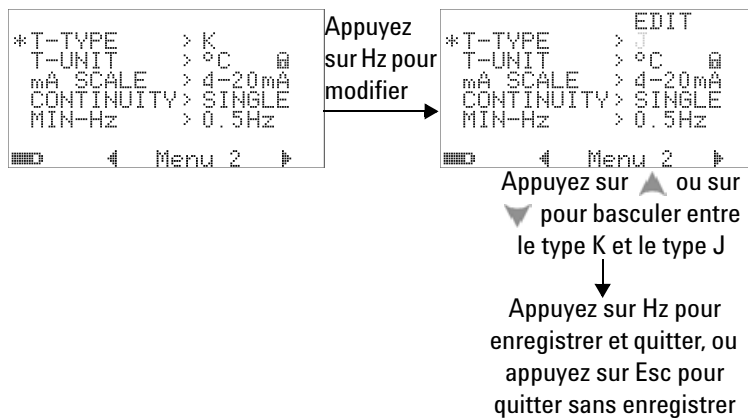 *T-TYPE > K
T-UNIT > °C
mA SCALE > 4-20mA
CONTINUITY> SINGLE
MIN-Hz > 0.5Hz
Menu 2
Appuyez
sur Hz pour
modifier
EDIT
*T-TYPE > J
T-UNIT > °C
mA SCALE > 4-20mA
CONTINUITY> SINGLE
MIN-Hz > 0.5Hz
Menu 2
Appuyez sur ou sur
pour basculer entre
le type K et le type J
Appuyez sur Hz pour
enregistrer et quitter, ou
appuyez sur Esc pour
quitter sans enregistrer